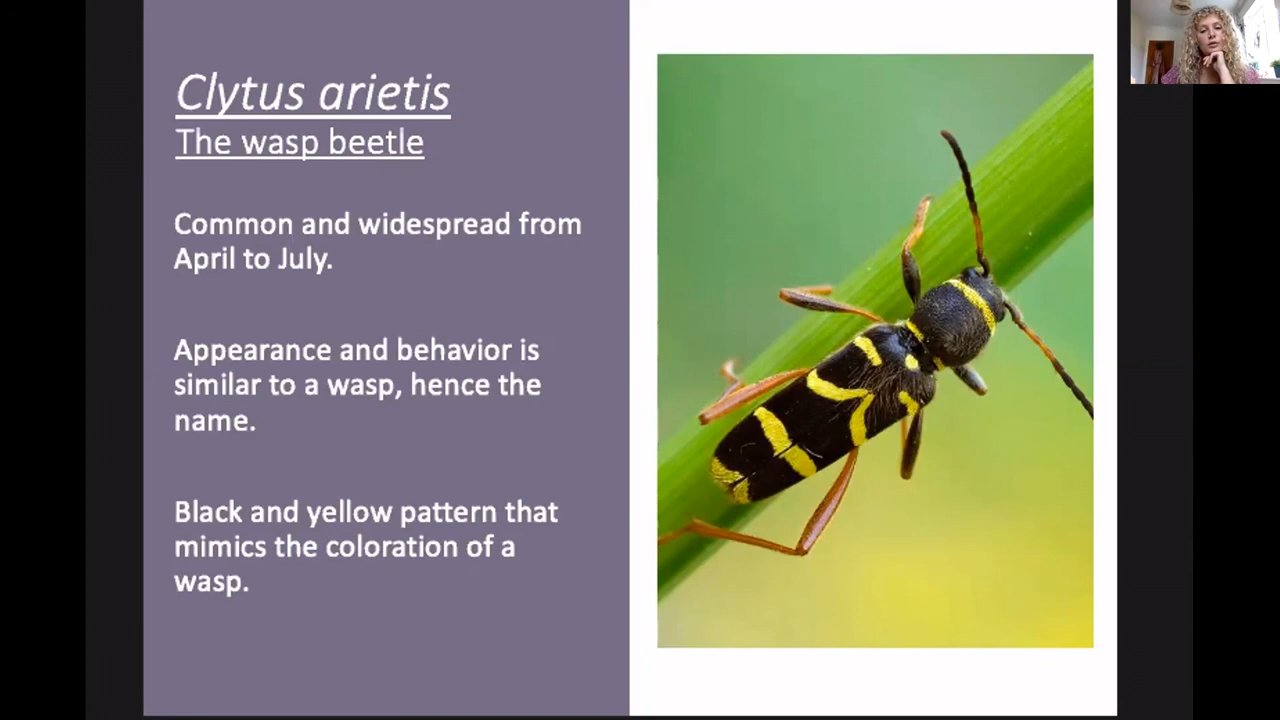 Clytus arietis
The wasp beetle
Common and widespread from
April to July.
Appearance and behavior is
similar to a wasp, hence the
name.
Black and yellow pattern that
mimics the coloration of a
wasp.